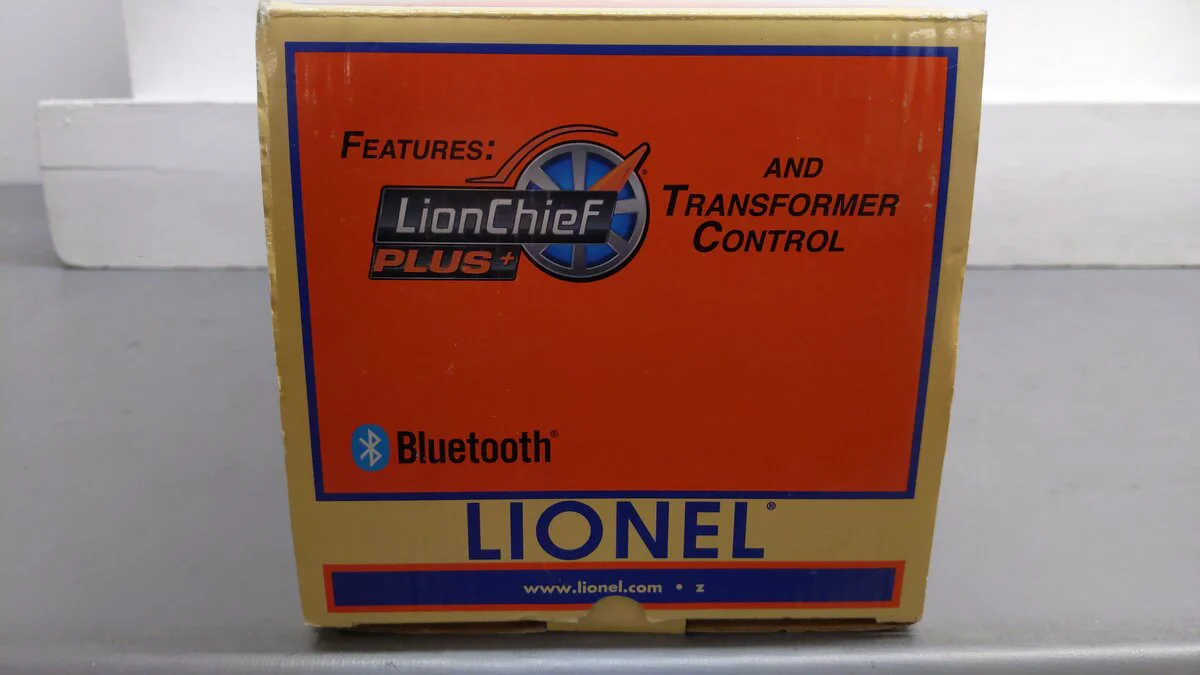 FEATURES:
LionChief
PLUS+
AND
TRANSFORMER
CONTROL
Bluetooth®
LIONEL®
www.lionel.com • z